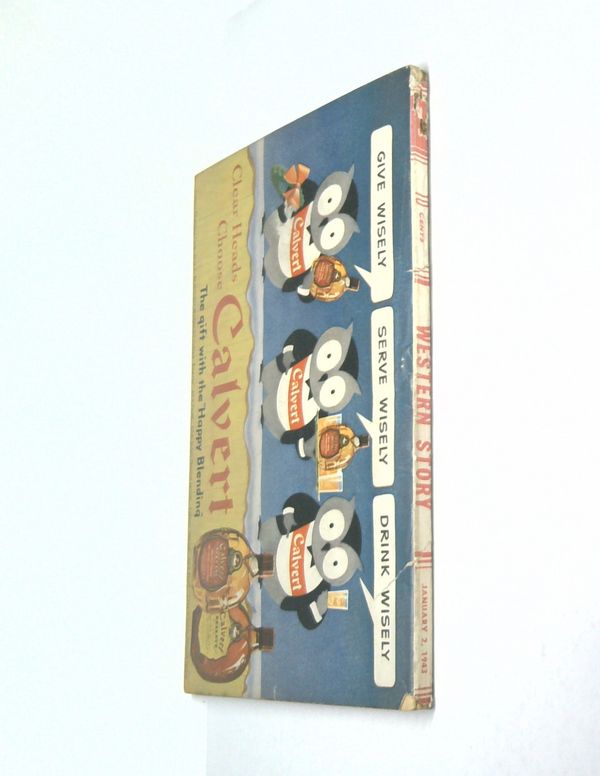 CENTS
WESTERN STORY
JANUARY 2, 1943
GIVE WISELY
SERVE WISELY
DRINK WISELY
Calvert
Calvert
Calvert
Clear Heads
Choose
Calvert
The gift with the "Happy Blending"
Calvert